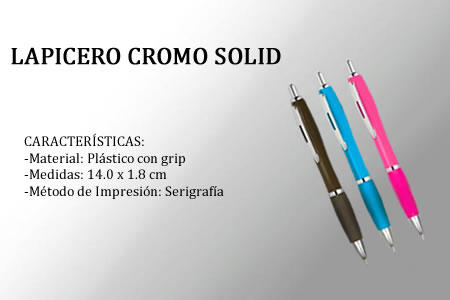 LAPICERO CROMO SOLID
CARACTERÍSTICAS:
-Material: Plástico con grip
-Medidas: 14.0 x 1.8 cm
-Método de Impresión: Serigrafía